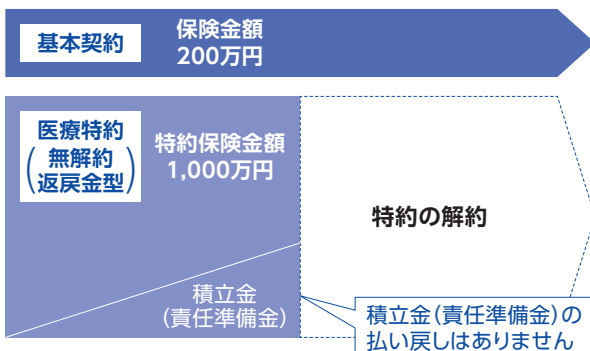 基本契約
保険金額
200万円
医療特約
(無解約
返戻金型)
特約保険金額
1,000万円
特約の解約
積立金
(責任準備金)
積立金(責任準備金)の
払い戻しはありません